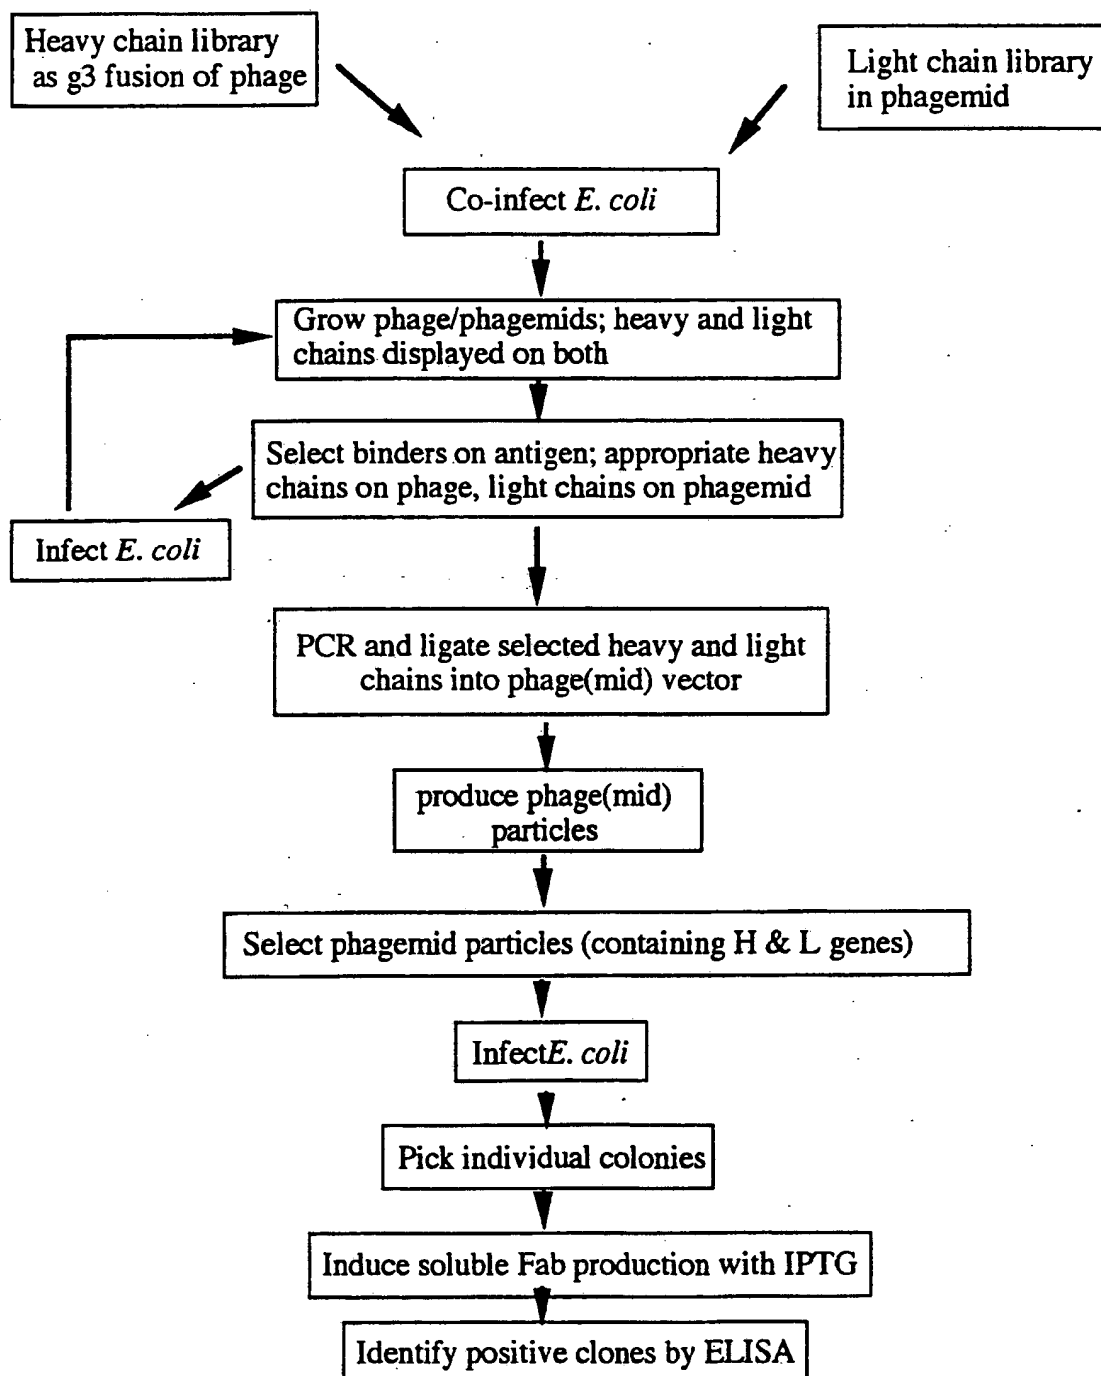 Heavy chain library
as g3 fusion of phage
Light chain library
in phagemid
Co-infect E. coli
Grow phage/phagemids; heavy and light
chains displayed on both
Select binders on antigen; appropriate heavy
chains on phage, light chains on phagemid
Infect E. coli
PCR and ligate selected heavy and light
chains into phage(mid) vector
produce phage(mid)
particles
Select phagemid particles (containing H & L genes)
InfectE. coli
Pick individual colonies
Induce soluble Fab production with IPTG
Identify positive clones by ELISA